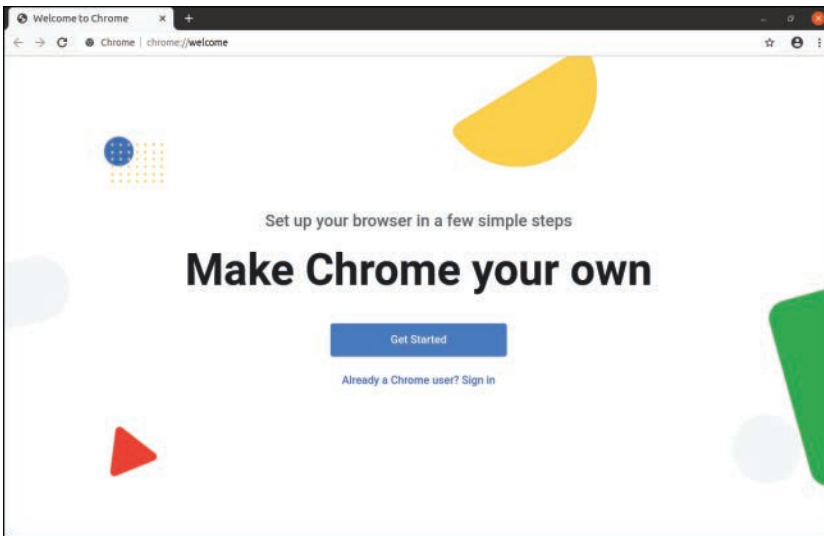 Welcome to Chrome
Chrome | chrome://welcome
Set up your browser in a few simple steps
Make Chrome your own
Get Started
Already a Chrome user? Sign in